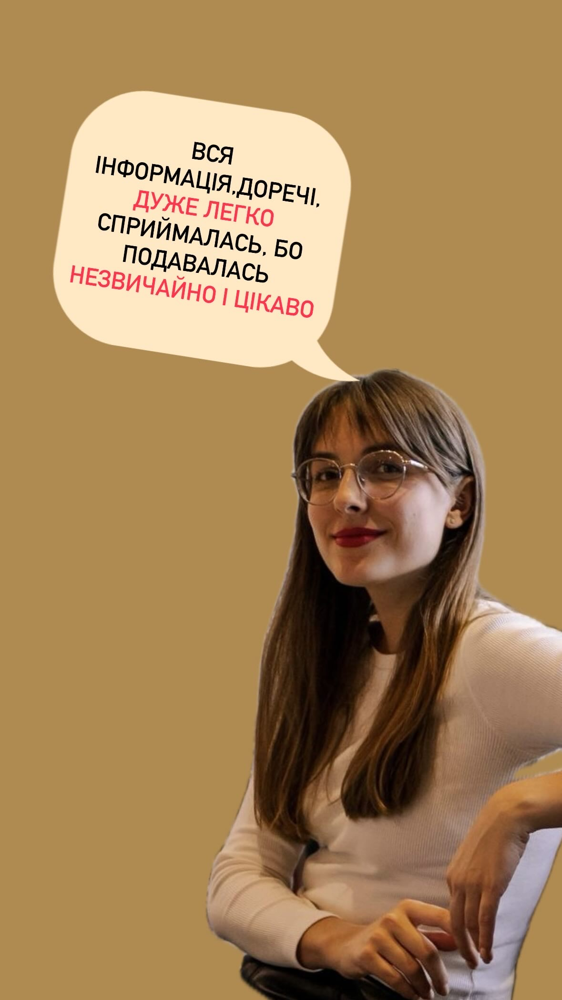 ВСЯ
ІНФОРМАЦІЯ,ДОРЕЧІ,
ДУЖЕ ЛЕГКО
СПРИЙМАЛАСЬ, БО
ПОДАВАЛАСЬ
НЕЗВИЧАЙНО І ЦІКАВО